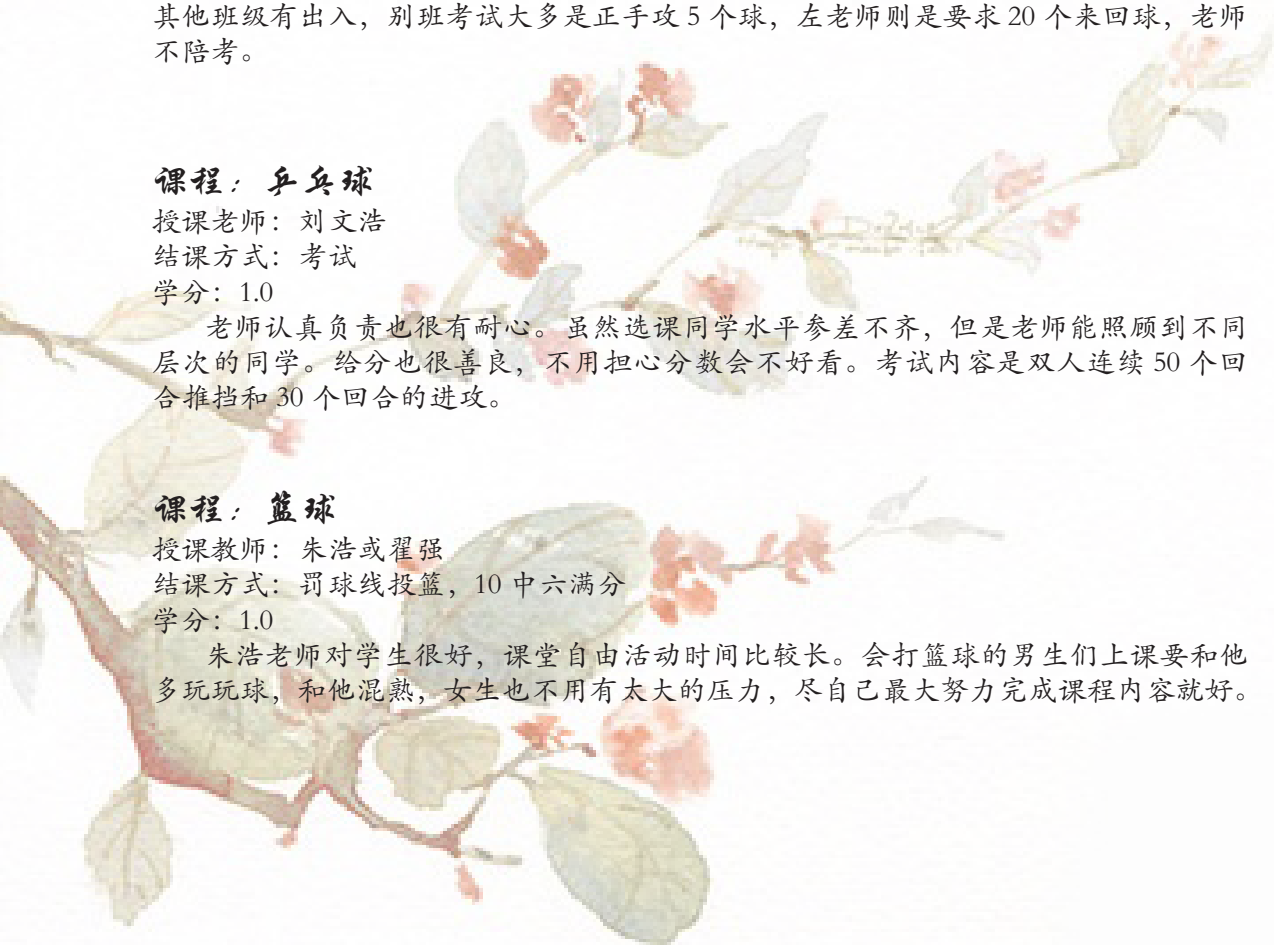 其他班级有出入，别班考试大多是正手攻 5 个球，左老师则是要求 20 个来回球，老师
不陪考。
课程：乒乓球
授课老师：刘文浩
结课方式：考试
学分：1.0
老师认真负责也很有耐心。虽然选课同学水平参差不齐，但是老师能照顾到不同
层次的同学。给分也很善良，不用担心分数会不好看。考试内容是双人连续 50 个回
合推挡和 30 个回合的进攻。
课程：篮球
授课教师：朱浩或翟强
结课方式：罚球线投篮，10 中六满分
学分：1.0
朱浩老师对学生很好，课堂自由活动时间比较长。会打篮球的男生们上课要和他
多玩玩球，和他混熟，女生也不用有太大的压力，尽自己最大努力完成课程内容就好。